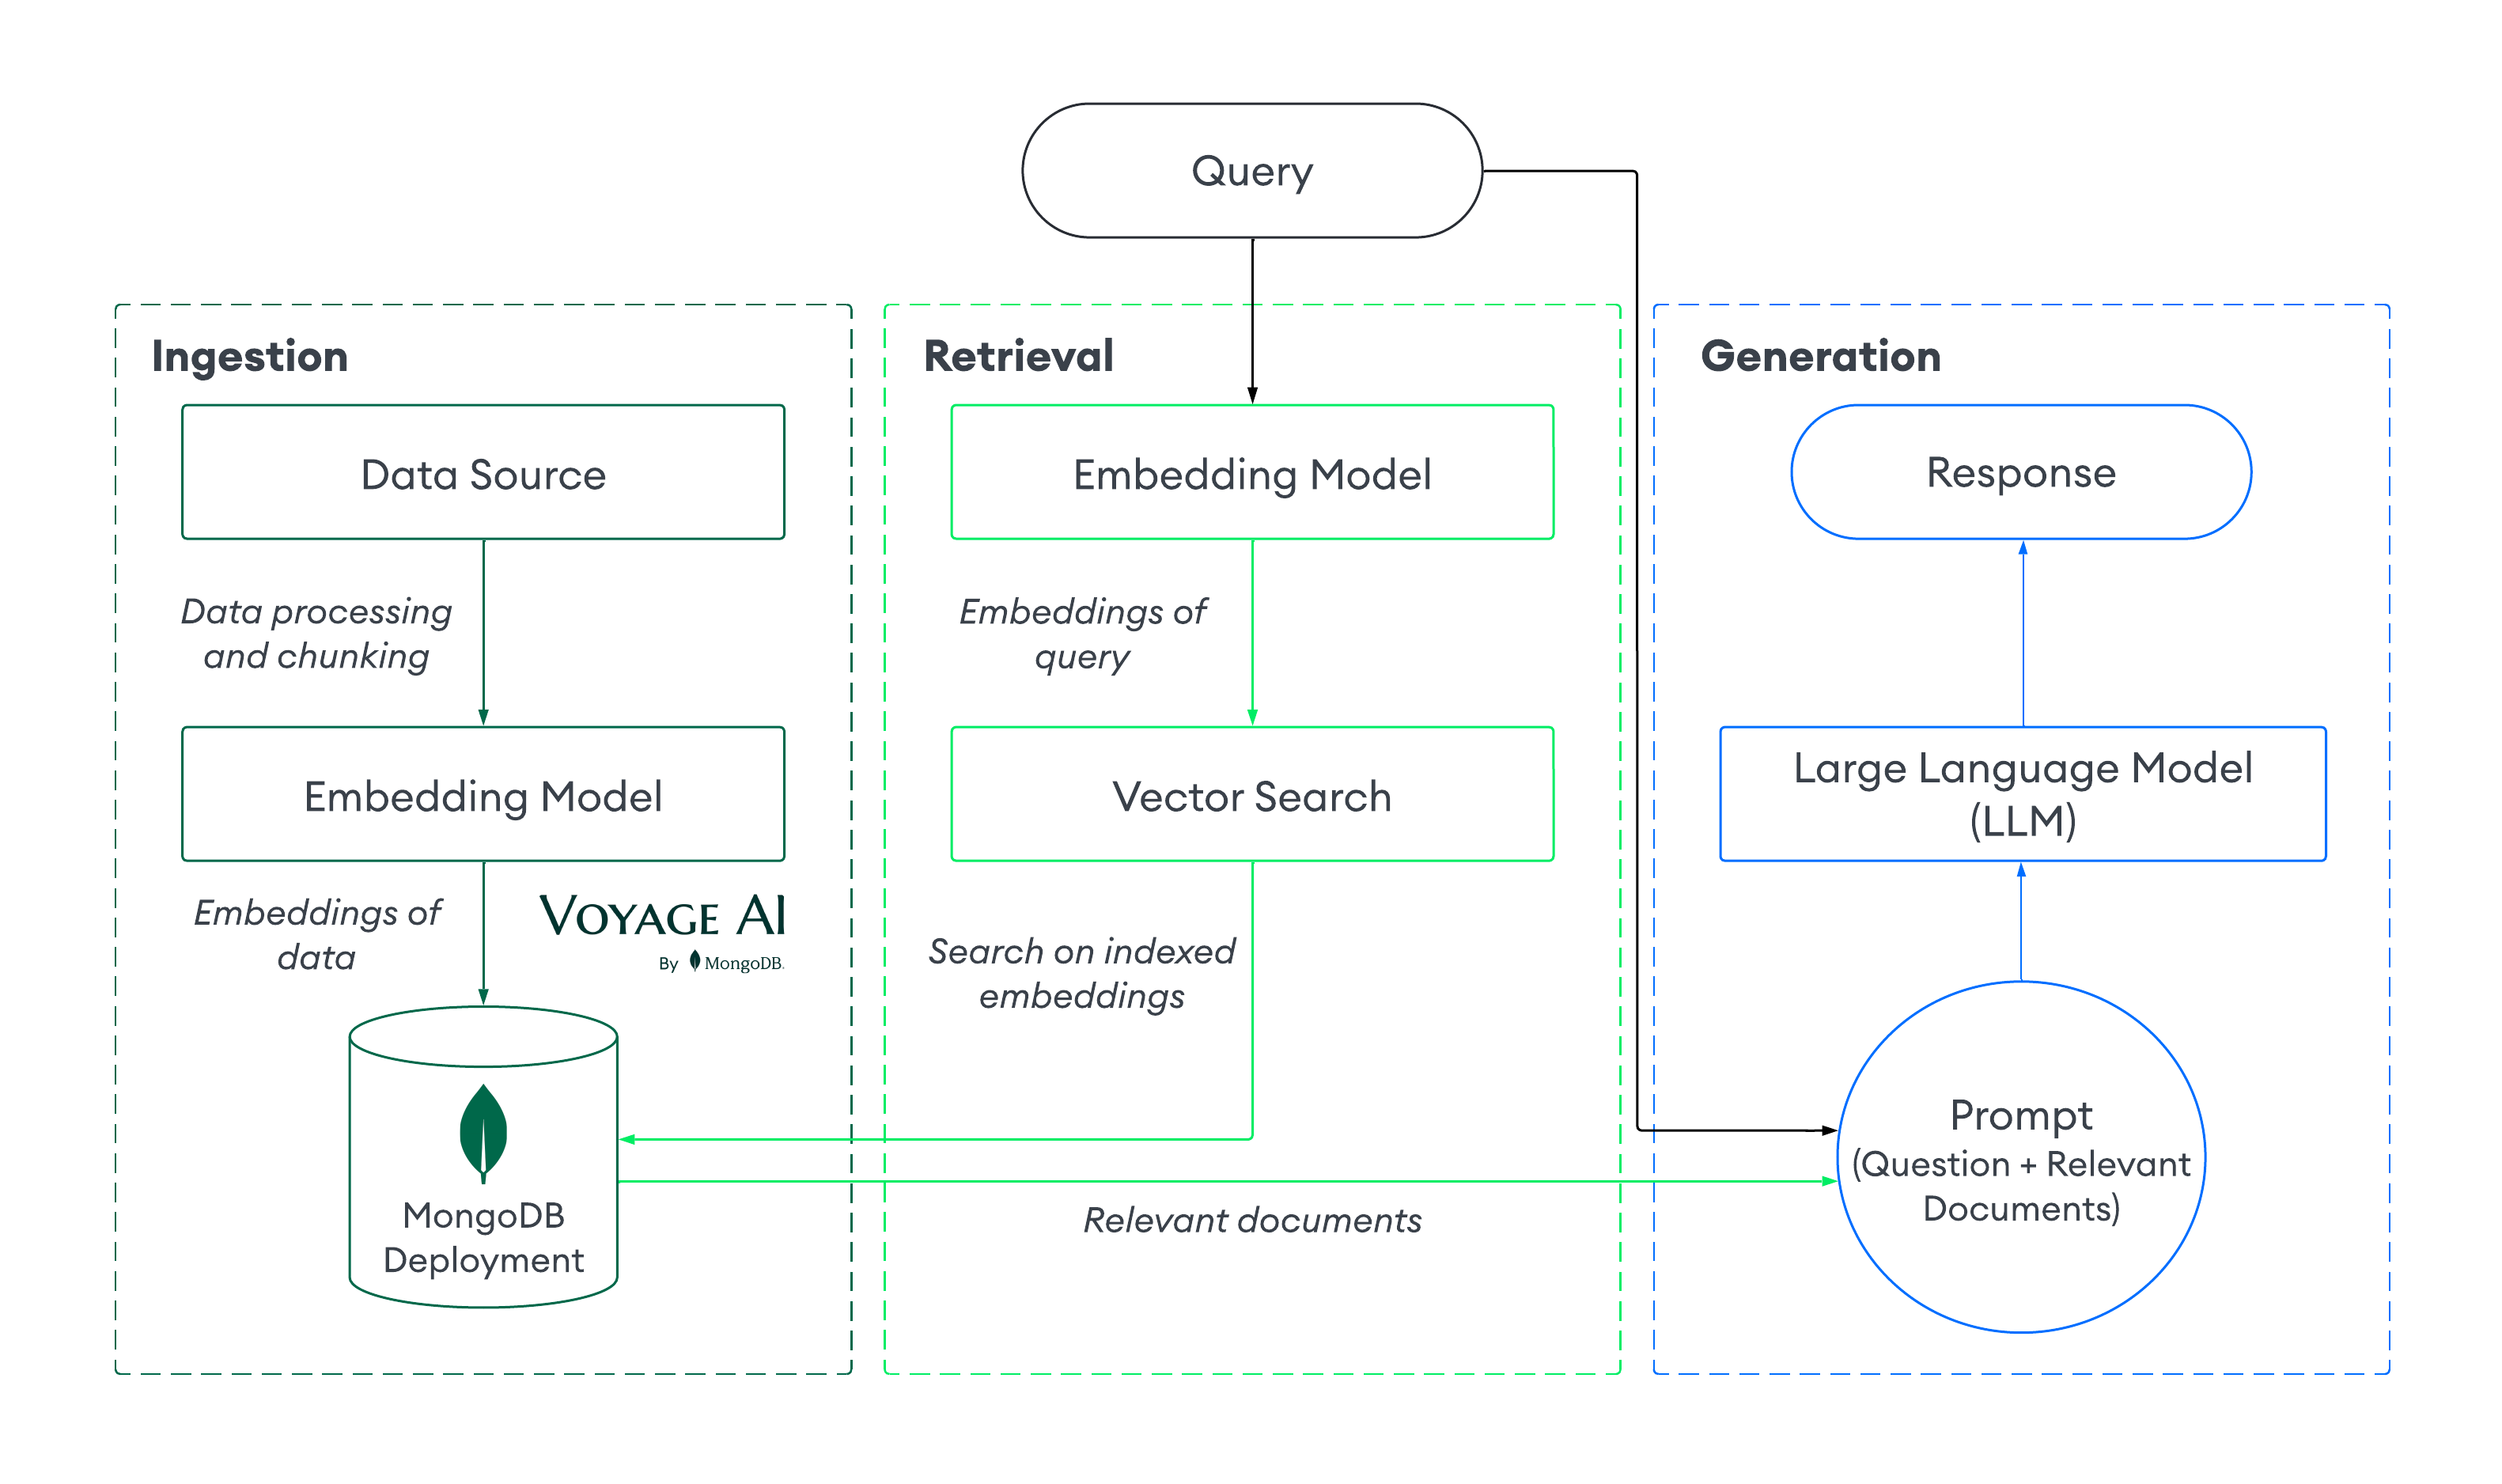 Query
Ingestion
Data Source
Data processing
and chunking
Embedding Model
Embeddings of
data
VOYAGE AI
By MongoDB.
MongoDB
Deployment
Retrieval
Embedding Model
Embeddings of
query
Vector Search
Search on indexed
embeddings
Relevant documents
Generation
Response
Large Language Model
(LLM)
Prompt
(Question + Relevant
Documents)